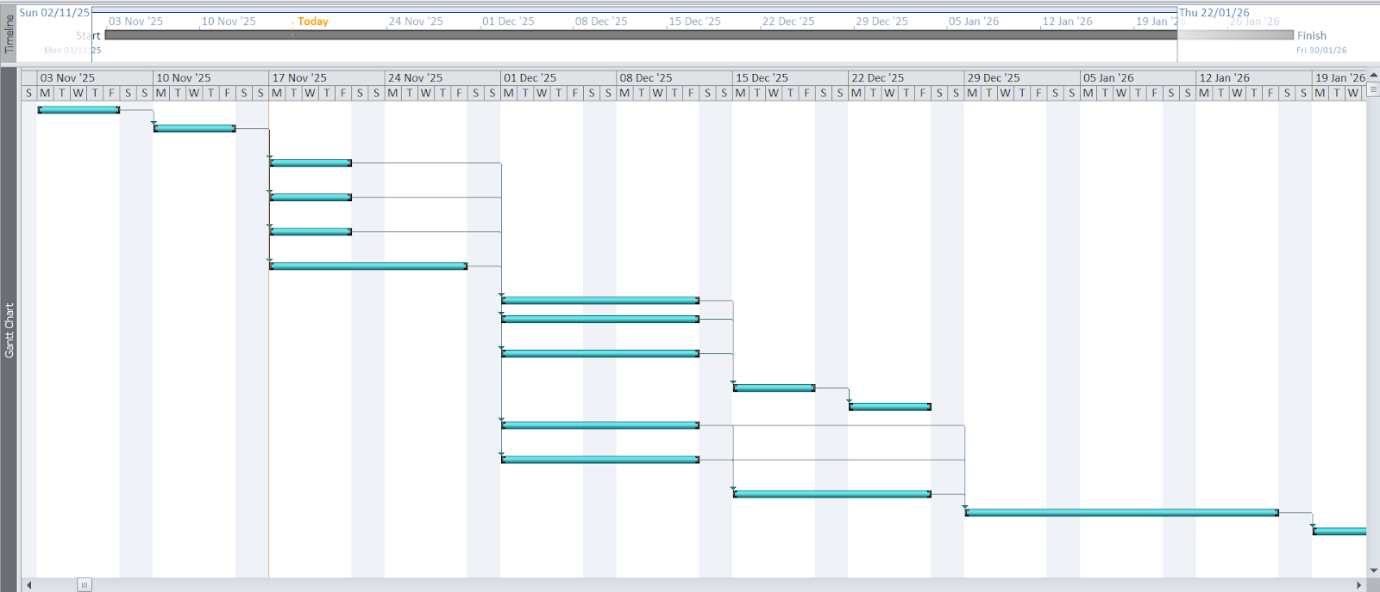 Timeline
Sun 02/11/25
Thu 22/01/26
03 Nov '25 10 Nov '25 Today 24 Nov '25 01 Dec '25 08 Dec '25 15 Dec '25 22 Dec '25 29 Dec '25 05 Jan '26 12 Jan '26 19 Jan '2 26 Jan '26
Start
Finish
Mon 03/11/25
Fri 30/01/26
Gantt Chart
03 Nov '25 10 Nov '25 17 Nov '25 24 Nov '25 01 Dec '25 08 Dec '25 15 Dec '25 22 Dec '25 29 Dec '25 05 Jan '26 12 Jan '26 19 Jan '26
S M T W T F S S M T W T F S S M T W T F S S M T W T F S S M T W T F S S M T W T F S S M T W T F S S M T W T F S S M T W T F S S M T W T F S S M T W T F S S M T W